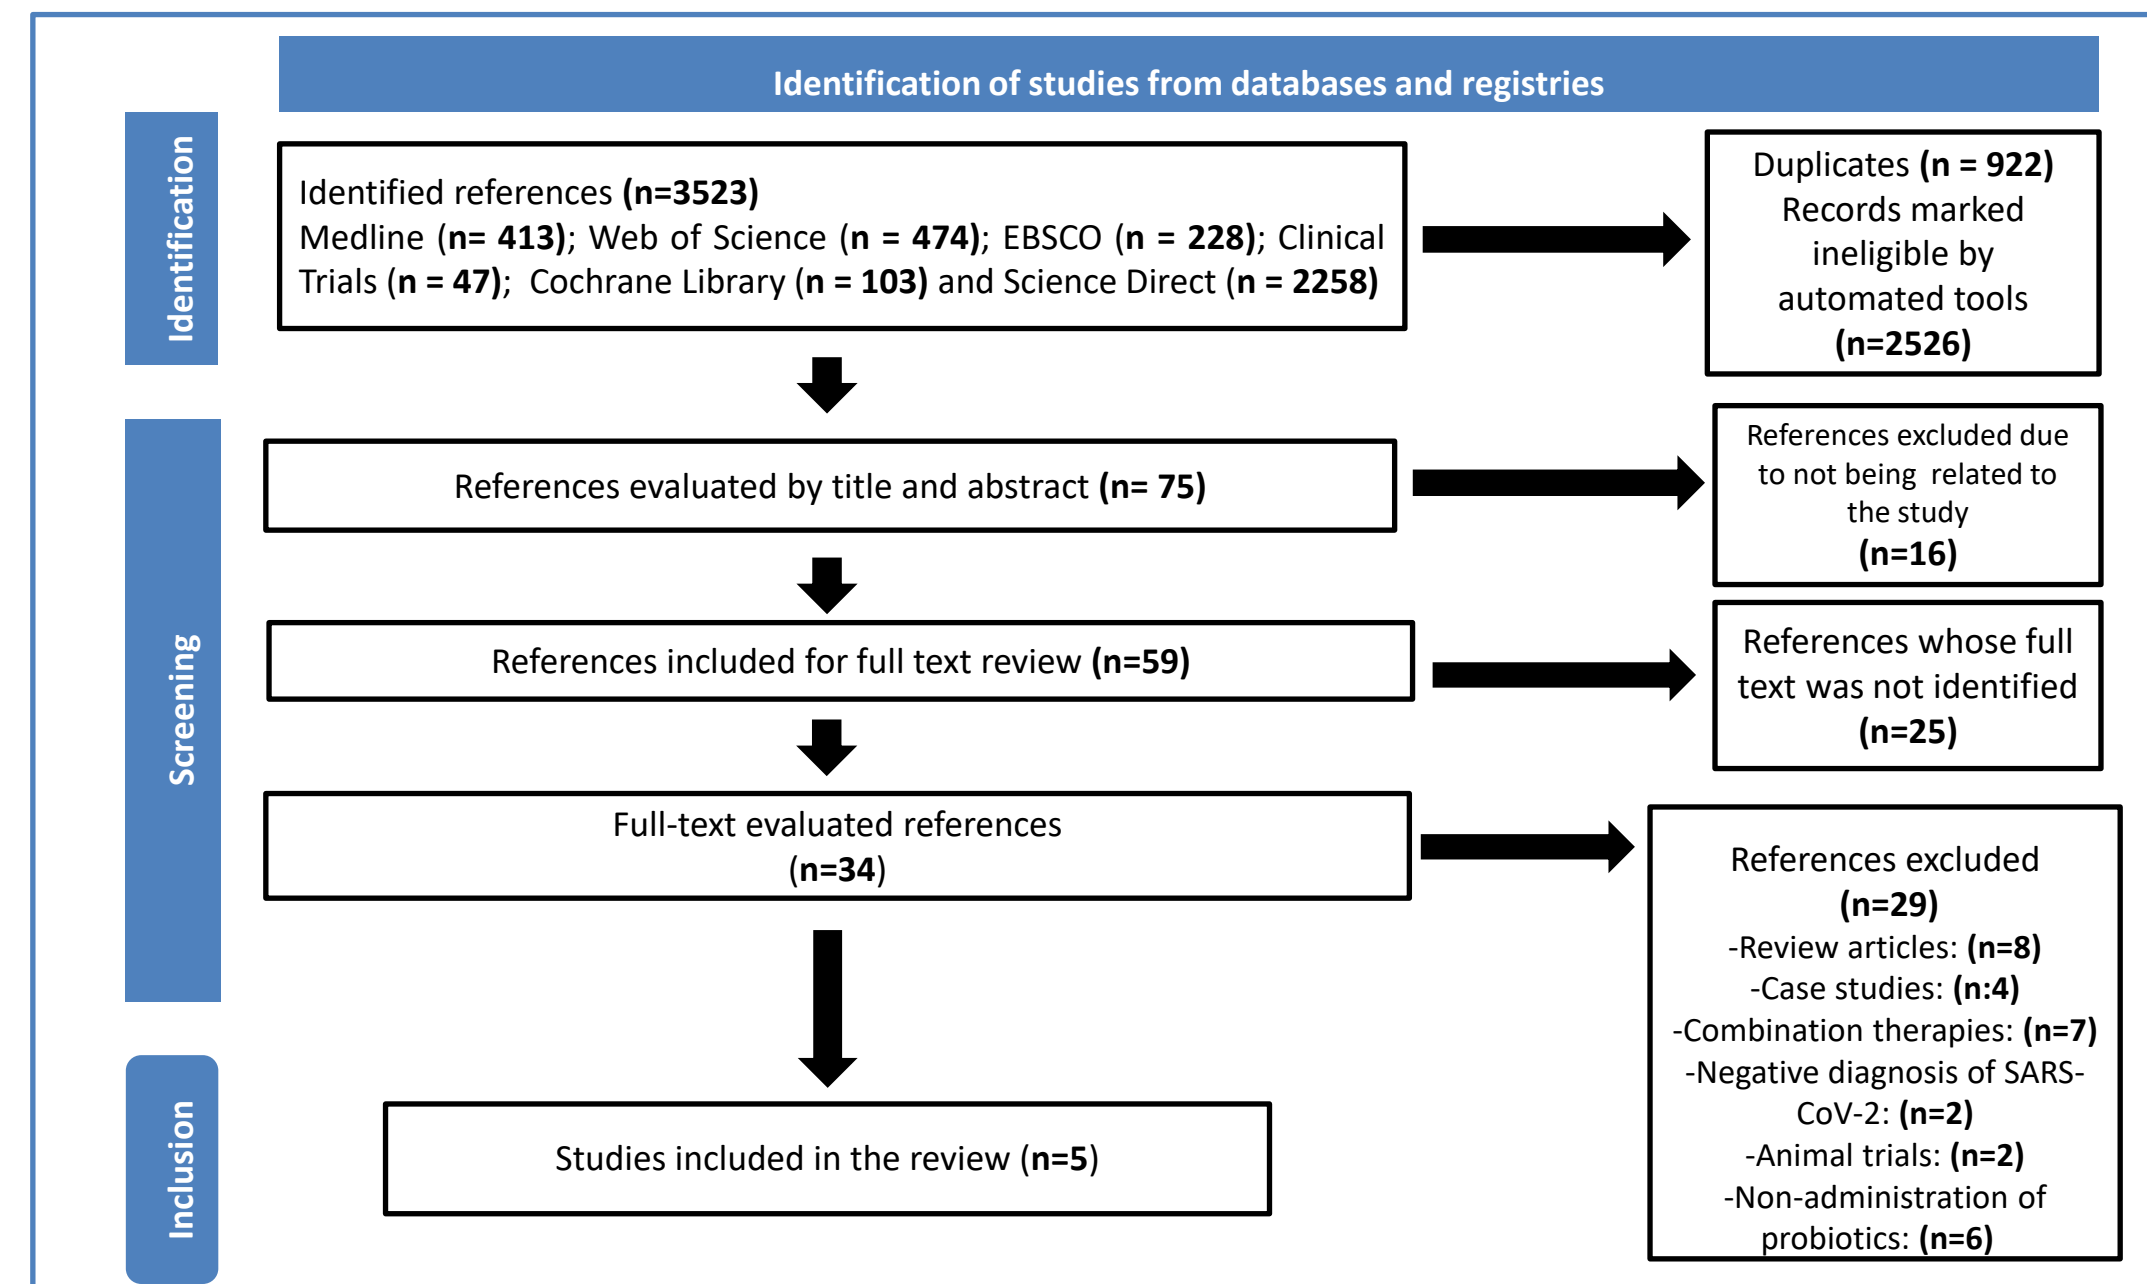 Identification of studies from databases and registries
Identification
Identified references (n=3523)
Medline (n= 413); Web of Science (n = 474); EBSCO (n = 228); Clinical
Trials (n = 47); Cochrane Library (n = 103) and Science Direct (n = 2258)
Duplicates (n = 922)
Records marked
ineligible by
automated tools
(n=2526)
Screening
References evaluated by title and abstract (n= 75)
References excluded due
to not being related to
the study
(n=16)
References included for full text review (n=59)
References whose full
text was not identified
(n=25)
Full-text evaluated references
(n=34)
References excluded
(n=29)
-Review articles: (n=8)
-Case studies: (n:4)
-Combination therapies: (n=7)
-Negative diagnosis of SARS-
CoV-2: (n=2)
-Animal trials: (n=2)
-Non-administration of
probiotics: (n=6)
Inclusion
Studies included in the review (n=5)